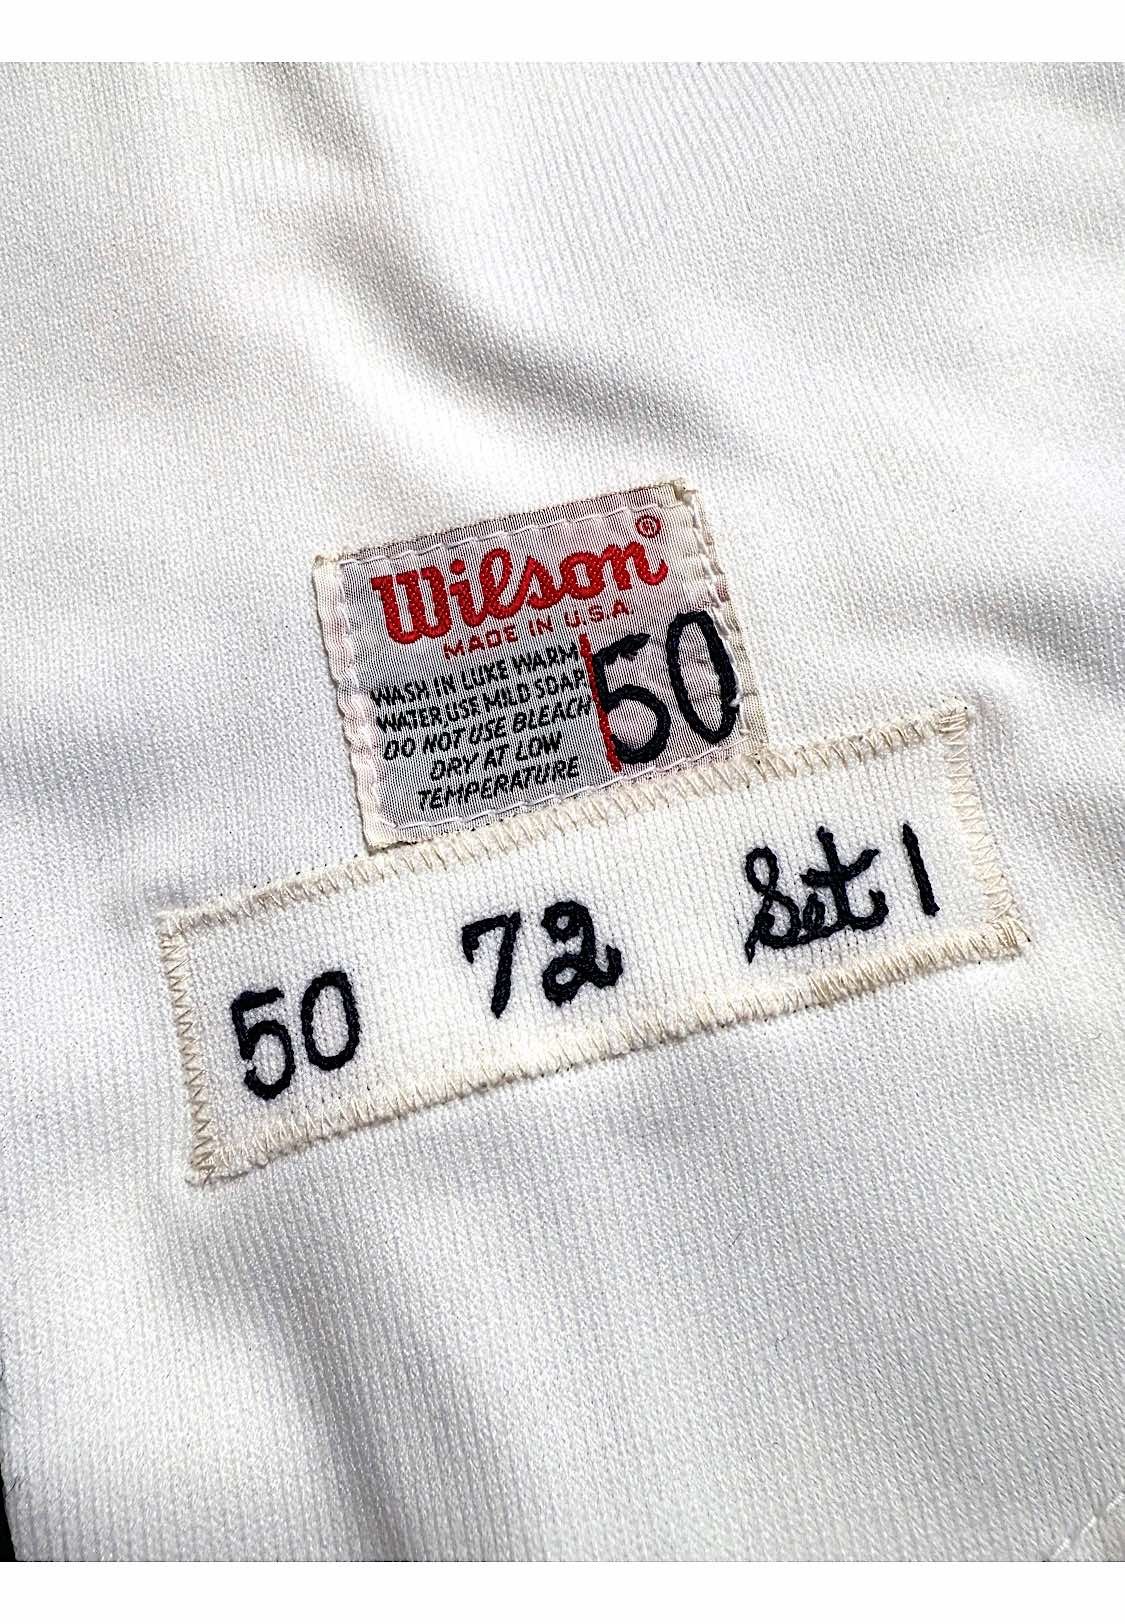 Wilson®
MADE IN U.S.A.
WASH IN LUKE WARM
WATER, USE MILD SOAP
DO NOT USE BLEACH
DRY AT LOW
TEMPERATURE
50
50 72 Set 1